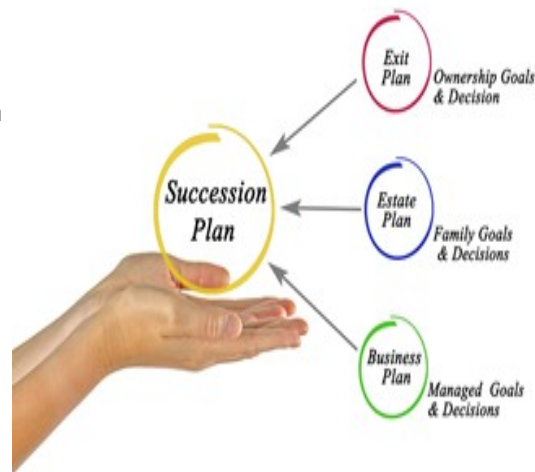 Exit
Plan
Ownership Goals
& Decision
Succession
Plan
Estate
Plan
Family Goals
& Decisions
Business
Plan
Managed Goals
& Decisions